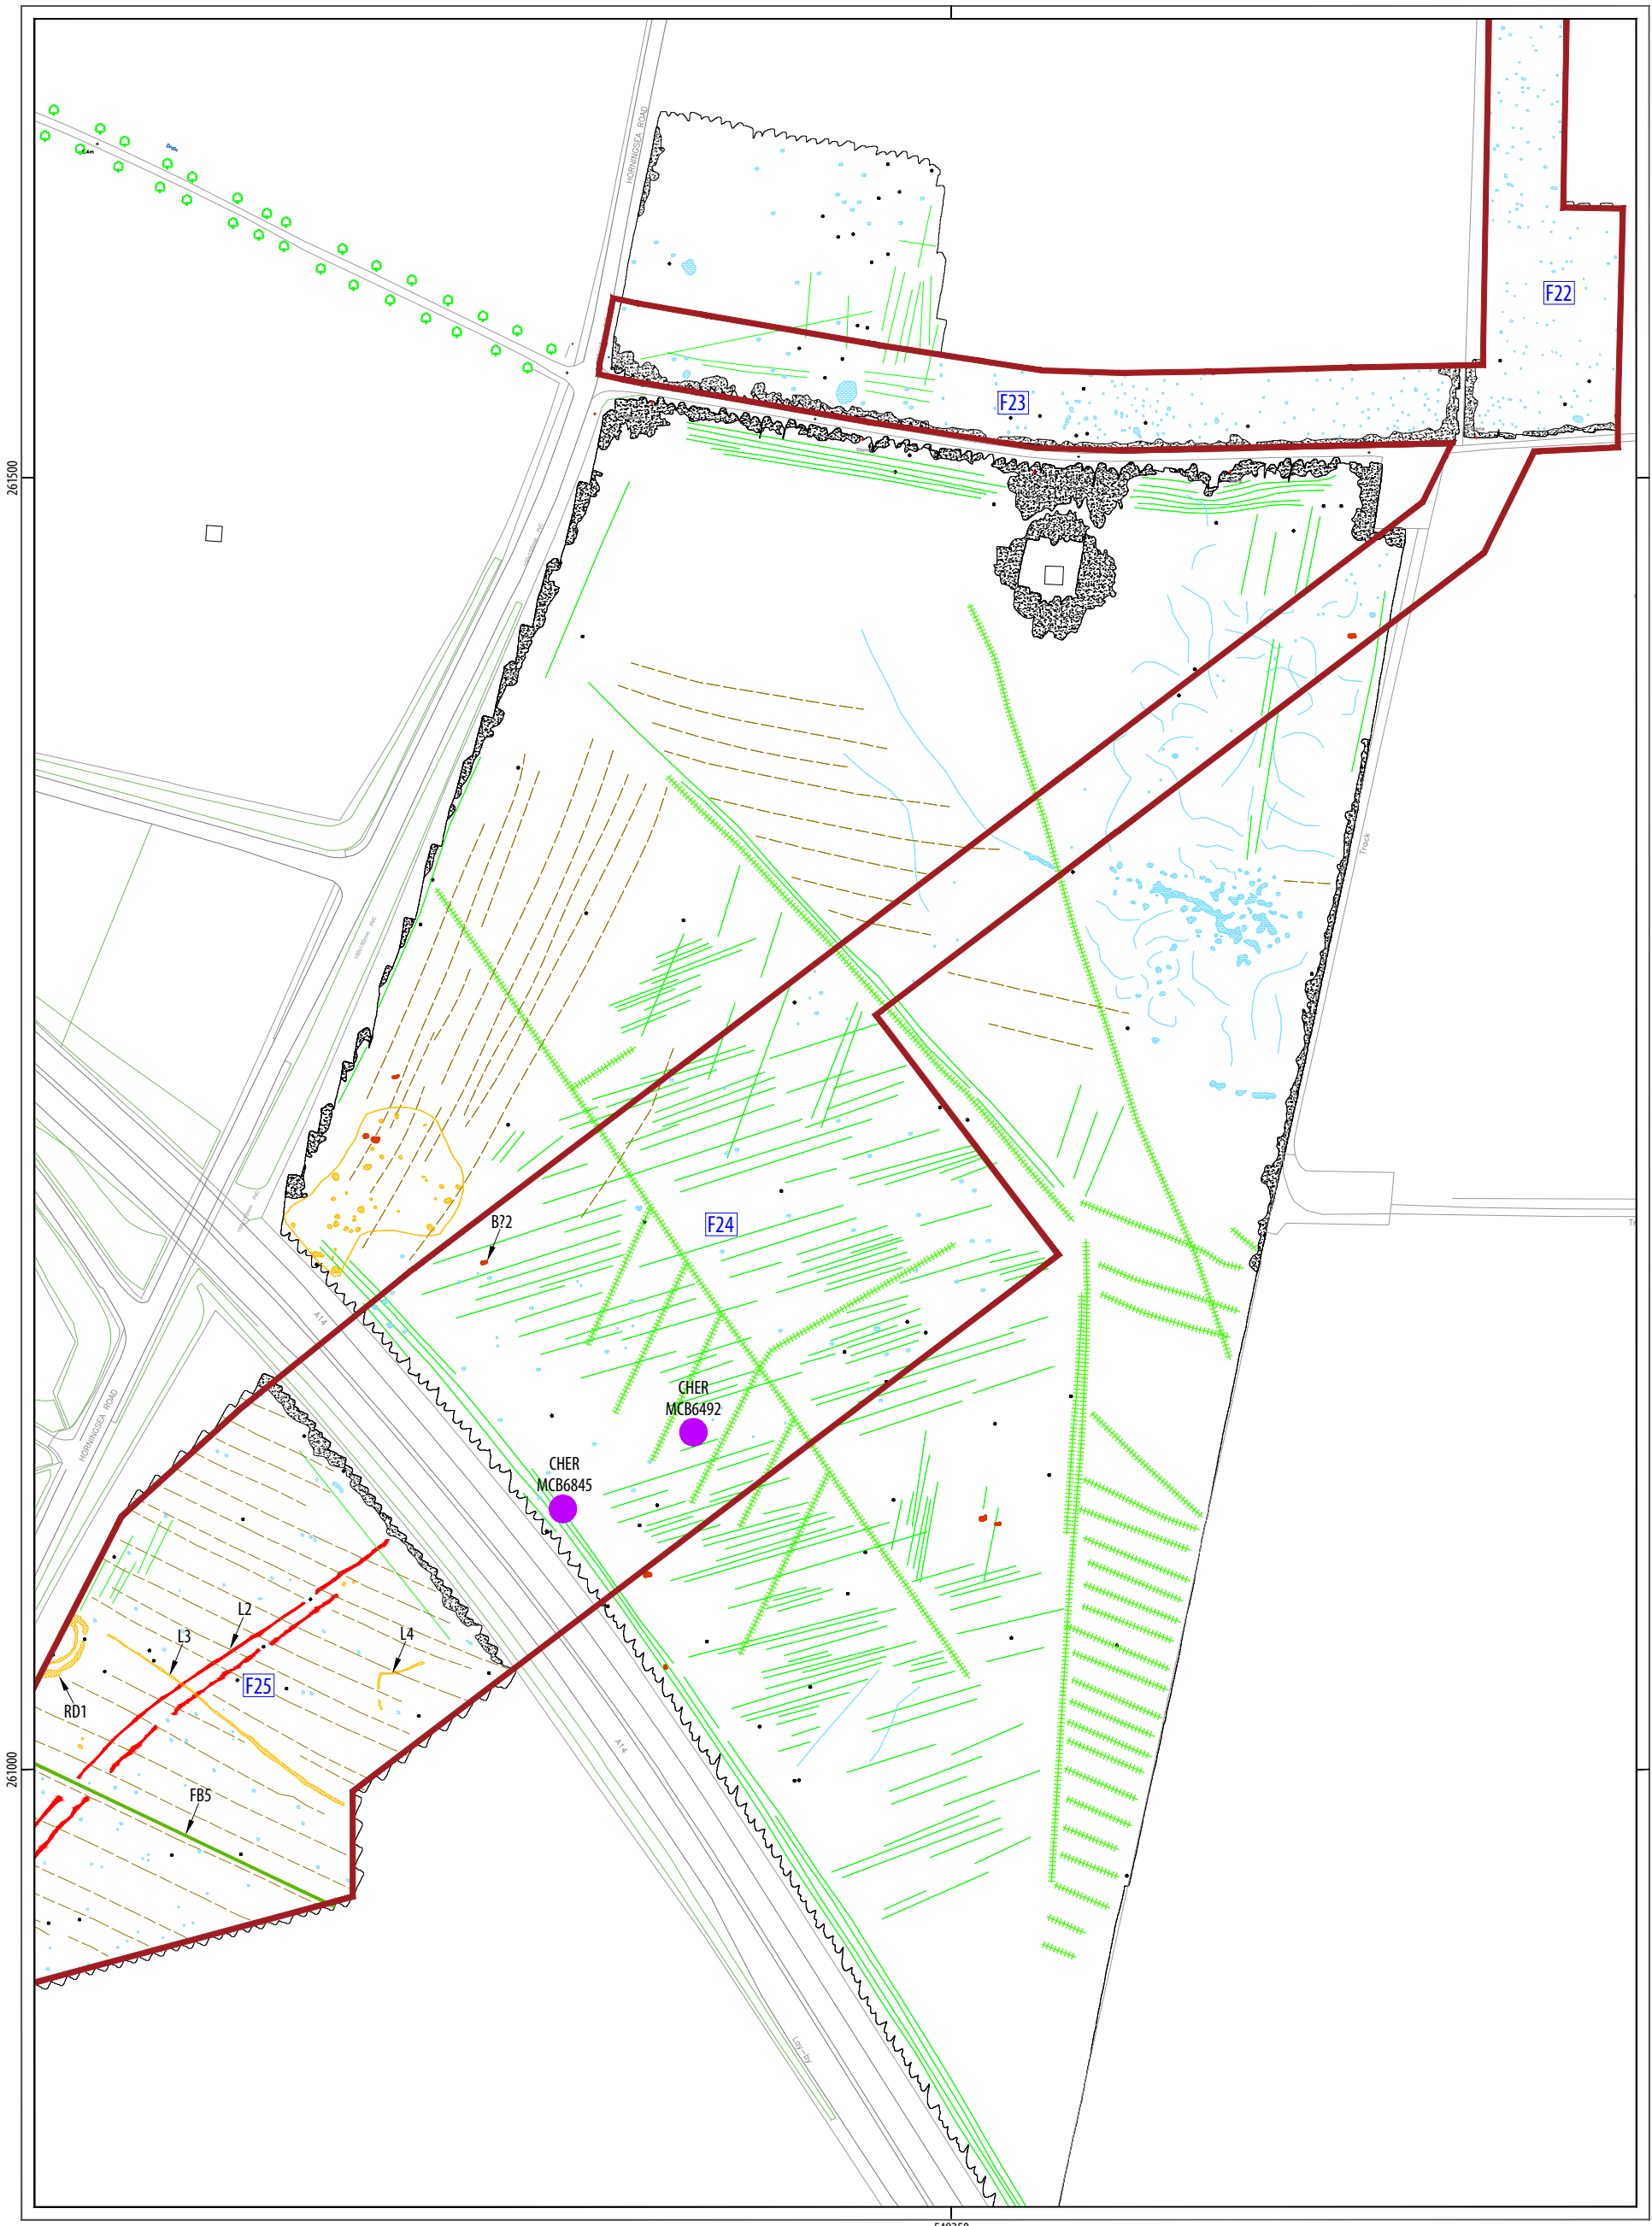 HORNINGSEA ROAD
F22
F23
261500
Track
B?2
F24
A14
CHER
MCB6492
HORNINGSEA ROAD
CHER
MCB6845
L2
L3
L4
F25
RD1
A14
261000
FB5
Lay-by